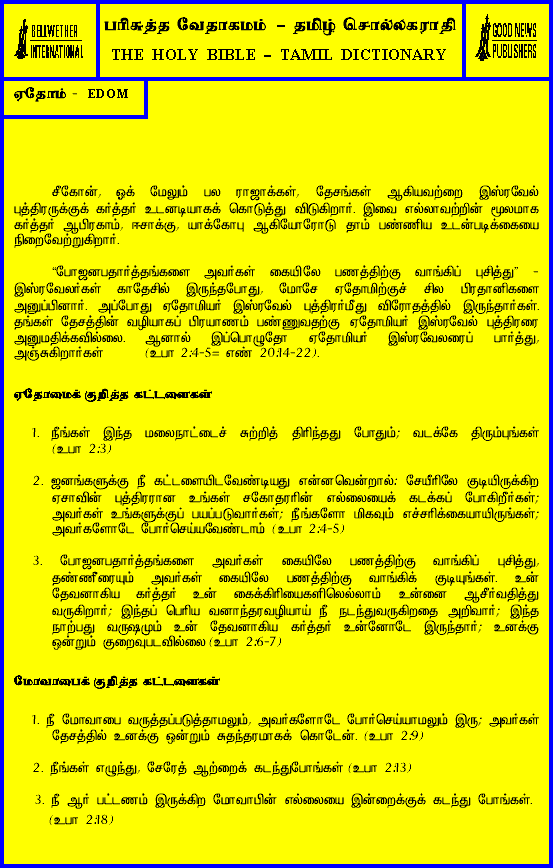 BELLWETHER
INTERNATIONAL
பரிசுத்த வேதாகமம் - தமிழ் சொல்லகராதி
THE HOLY BIBLE - TAMIL DICTIONARY
GOOD NEWS
PUBLISHERS
ஏதோம் - EDOM
சீகோன், ஓக் மேலும் பல ராஜாக்கள், தேசங்கள் ஆகியவற்றை இஸ்ரவேல்
புத்திரருக்குக் கர்த்தர் உடனடியாகக் கொடுத்து விடுகிறார். இவை எல்லாவற்றின் மூலமாக
கர்த்தர் ஆபிரகாம், ஈசாக்கு, யாக்கோபு ஆகியோரோடு தாம் பண்ணிய உடன்படிக்கையை
நிறைவேற்றுகிறார்.
"போஜனபதார்த்தங்களை அவர்கள் கையிலே பணத்திற்கு வாங்கிப் புசித்து" -
இஸ்ரவேலர்கள் காதேசில் இருந்தபோது, மோசே ஏதோமிற்குச் சில பிரதானிகளை
அனுப்பினார். அப்போது ஏதோமியர் இஸ்ரவேல் புத்திரர்மீது விரோதத்தில் இருந்தார்கள்.
தங்கள் தேசத்தின் வழியாகப் பிரயாணம் பண்ணுவதற்கு ஏதோமியர் இஸ்ரவேல் புத்திரரை
அனுமதிக்கவில்லை. ஆனால் இப்பொழுதோ ஏதோமியர் இஸ்ரவேலரைப் பார்த்து,
அஞ்சுகிறார்கள் (உபா 2:4-5= எண் 20:14-22).
ஏதோமைக் குறித்த கட்டளைகள்
1. நீங்கள் இந்த மலைநாட்டைச் சுற்றித் திரிந்தது போதும்; வடக்கே திரும்புங்கள்
(உபா 2:3)
2. ஜனங்களுக்கு நீ கட்டளையிடவேண்டியது என்னவென்றால்: சேயீரிலே குடியிருக்கிற
ஏசாவின் புத்திரரான உங்கள் சகோதரரின் எல்லையைக் கடக்கப் போகிறீர்கள்;
அவர்கள் உங்களுக்குப் பயப்படுவார்கள்; நீங்களோ மிகவும் எச்சரிக்கையாயிருங்கள்;
அவர்களோடே போர்செய்யவேண்டாம் (உபா 2:4-5)
3. போஜனபதார்த்தங்களை அவர்கள் கையிலே பணத்திற்கு வாங்கிப் புசித்து,
தண்ணீரையும் அவர்கள் கையிலே பணத்திற்கு வாங்கிக் குடியுங்கள். உன்
தேவனாகிய கர்த்தர் உன் கைக்கிரியைகளிலெல்லாம் உன்னை ஆசீர்வதித்து
வருகிறார்; இந்தப் பெரிய வனாந்தரவழியாய் நீ நடந்துவருகிறதை அறிவார்; இந்த
நாற்பது வருஷமும் உன் தேவனாகிய கர்த்தர் உன்னோடே இருந்தார்; உனக்கு
ஒன்றும் குறைவுபடவில்லை (உபா 2:6-7)
மோவாபைக் குறித்த கட்டளைகள்
1. நீ மோவாபை வருத்தப்படுத்தாமலும், அவர்களோடே போர்செய்யாமலும் இரு; அவர்கள்
தேசத்தில் உனக்கு ஒன்றும் சுதந்தரமாகக் கொடேன். (உபா 2:9)
2. நீங்கள் எழுந்து, சேரேத் ஆற்றைக் கடந்துபோங்கள் (உபா 2:13)
3. நீ ஆர் பட்டணம் இருக்கிற மோவாபின் எல்லையை இன்றைக்குக் கடந்து போங்கள்.
(உபா 2:18)